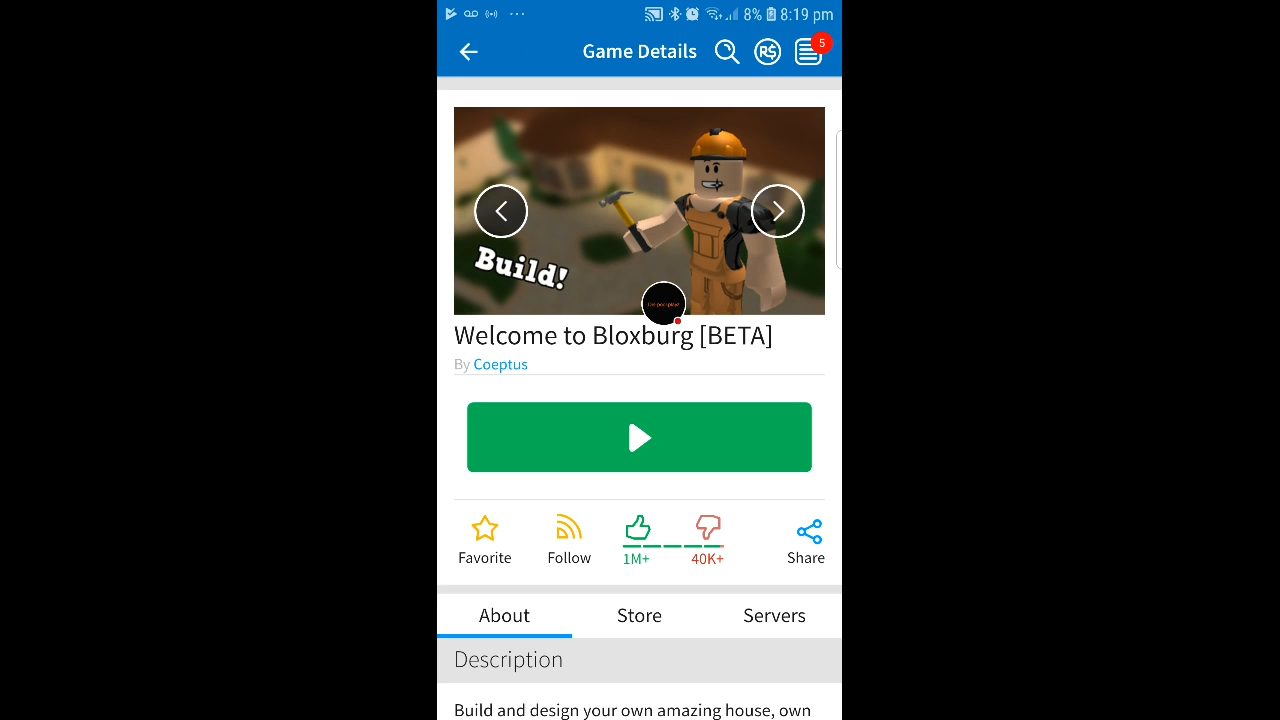 8% 8:19 pm
Game Details
R$
5
Build!
Welcome to Bloxburg [BETA]
By Coeptus
Favorite Follow 1M+ 40K+ Share
About Store Servers
Description
Build and design your own amazing house, own